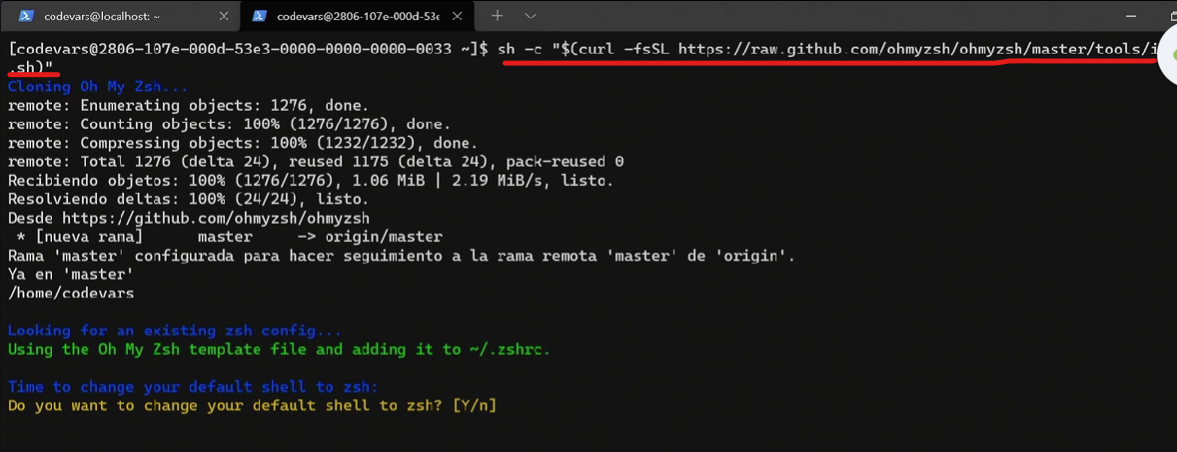 codevars@localhost: ~
codevars@2806-107e-000d-53e
[codevars@2806-107e-000d-53e3-0000-0000-0000-0033 ~]$ sh -c "$(curl -fsSL https://raw.github.com/ohmyzsh/ohmyzsh/master/tools/i
.sh)"
Cloning Oh My Zsh...
remote: Enumerating objects: 1276, done.
remote: Counting objects: 100% (1276/1276), done.
remote: Compressing objects: 100% (1232/1232), done.
remote: Total 1276 (delta 24), reused 1175 (delta 24), pack-reused 0
Recibiendo objetos: 100% (1276/1276), 1.06 MiB | 2.19 MiB/s, listo.
Resolviendo deltas: 100% (24/24), listo.
Desde https://github.com/ohmyzsh/ohmyzsh
 * [nueva rama]      master     -> origin/master
Rama 'master' configurada para hacer seguimiento a la rama remota 'master' de 'origin'.
Ya en 'master'
/home/codevars
Looking for an existing zsh config...
Using the Oh My Zsh template file and adding it to ~/.zshrc.
Time to change your default shell to zsh:
Do you want to change your default shell to zsh? [Y/n]